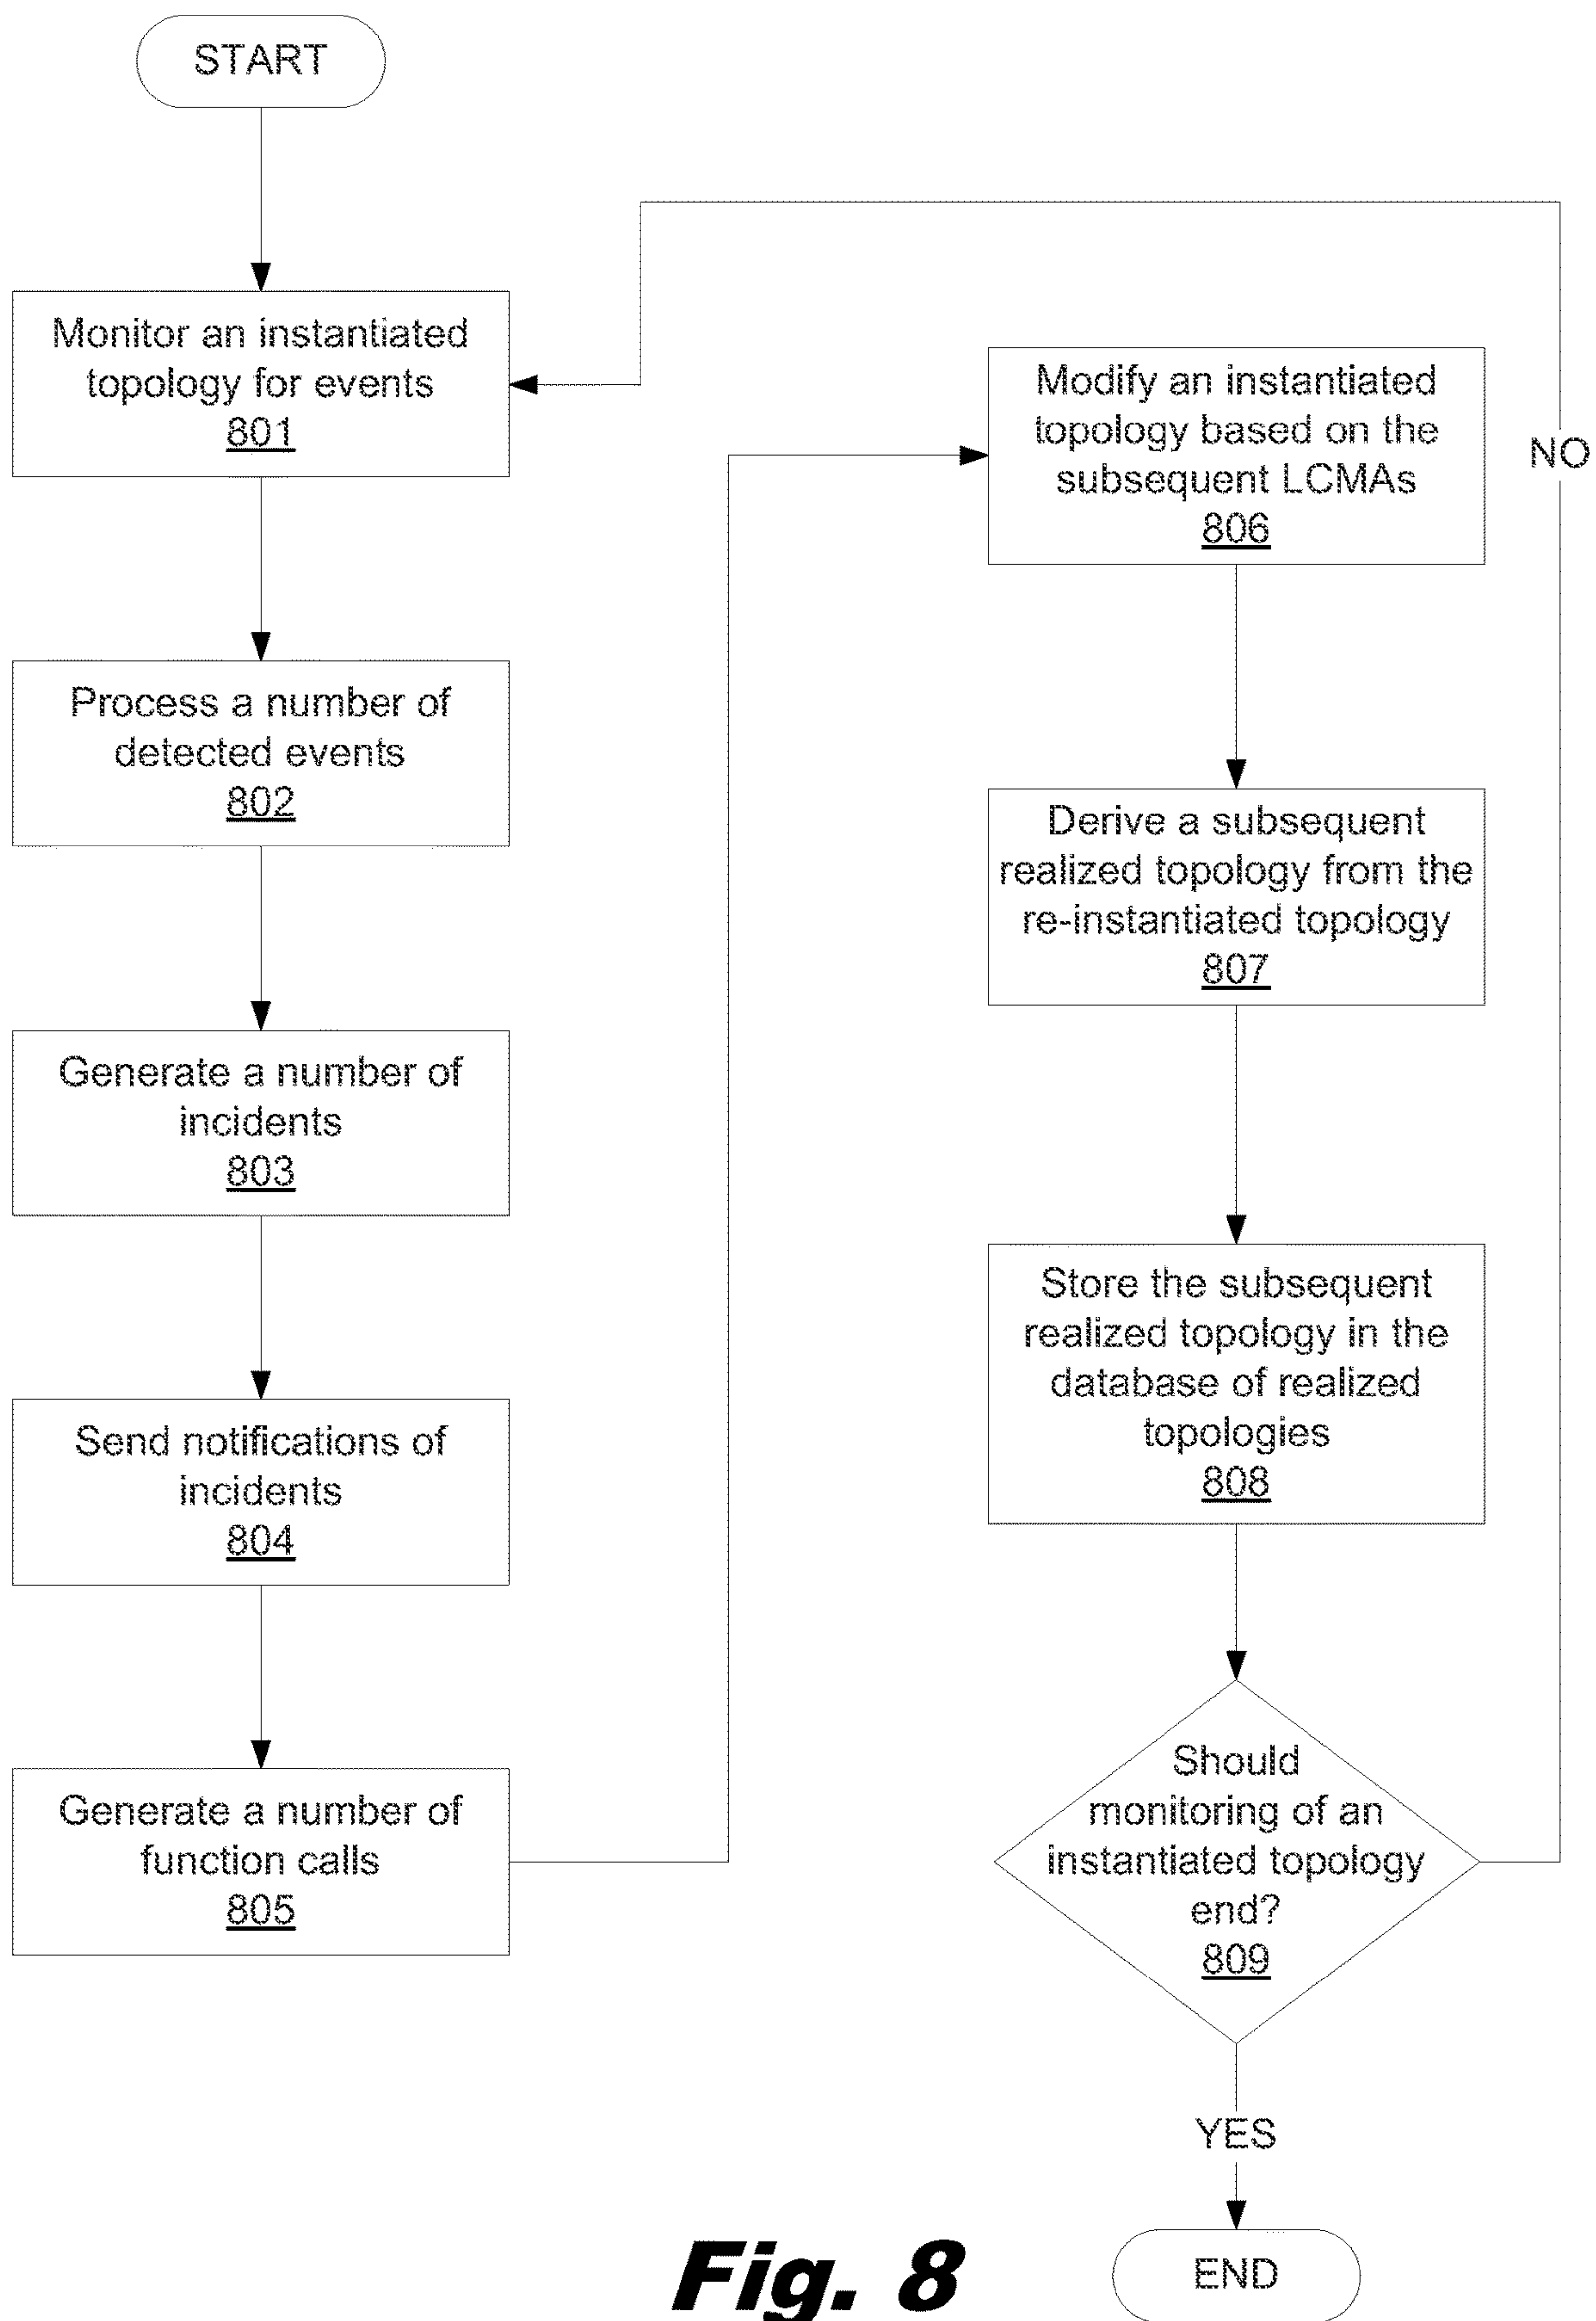 START
Monitor an instantiated
topology for events
801
Process a number of
detected events
802
Generate a number of
incidents
803
Send notifications of
incidents
804
Generate a number of
function calls
805
Modify an instantiated
topology based on the
subsequent LCMAs
806
Derive a subsequent
realized topology from the
re-instantiated topology
807
Store the subsequent
realized topology in the
database of realized
topologies
808
Should
monitoring of an
instantiated topology
end?
809
NO
YES
END
Fig. 8